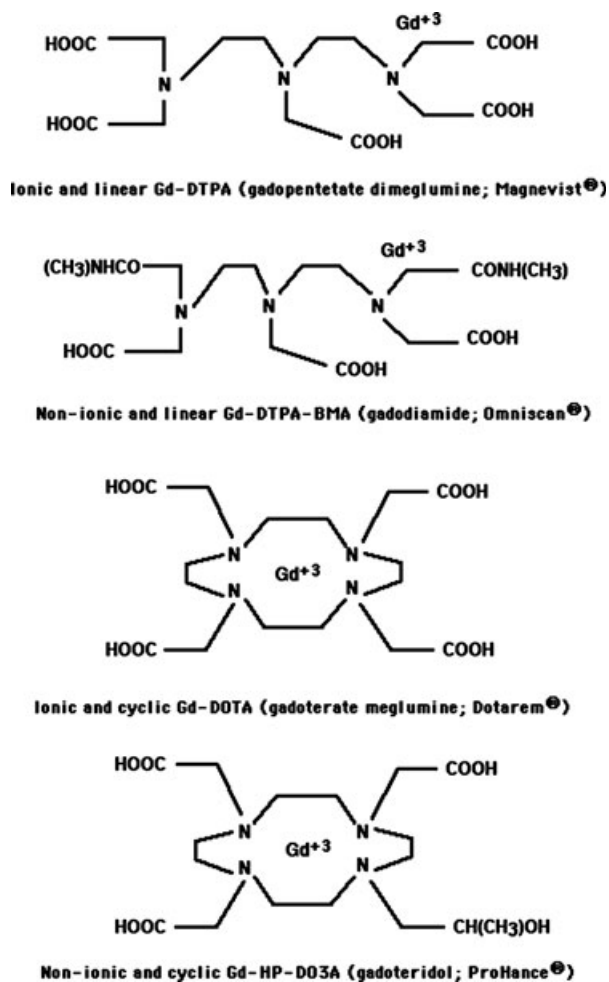 Gd+3
HOOC COOH
N N N
HOOC COOH
COOH
Ionic and linear Gd-DTPA (gadopentetate dimeglumine; Magnevist®)
Gd+3
(CH3)NHCO CONH(CH3)
N N N
HOOC COOH
COOH
Non-ionic and linear Gd-DTPA-BMA (gadodiamide; Omniscan®)
HOOC COOH
N N
Gd+3
N N
HOOC COOH
Ionic and cyclic Gd-DOTA (gadoterate meglumine; Dotarem®)
HOOC COOH
N N
Gd+3
N N
HOOC CH(CH3)OH
Non-ionic and cyclic Gd-HP-DO3A (gadoteridol; ProHance®)